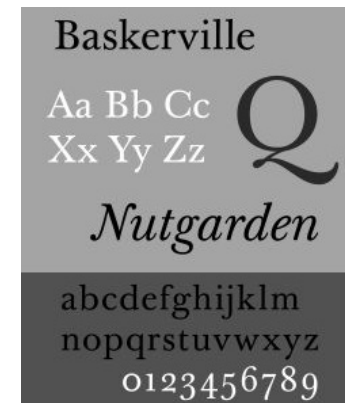 Baskerville
Aa Bb Cc
Q
Xx Yy Zz
Nutgarden
abcdefghijklm
nopqrstuvwxyz
0123456789